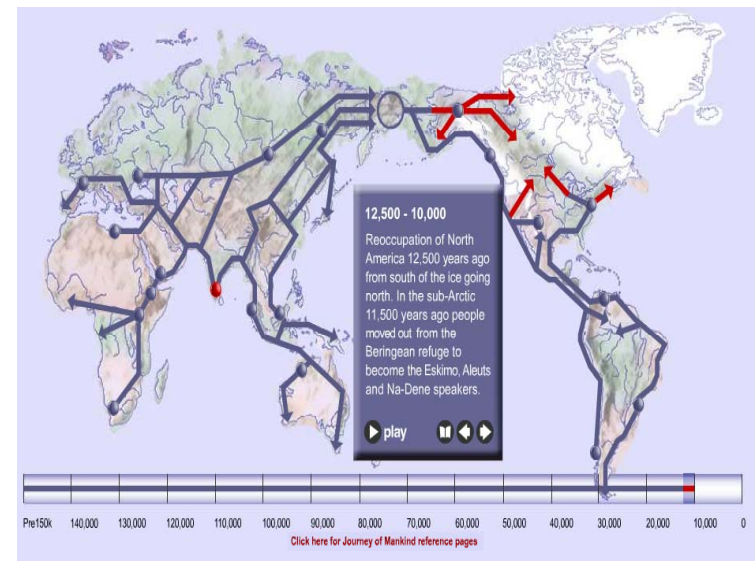 12,500 - 10,000
Reoccupation of North
America 12,500 years ago
from south of the ice going
north. In the sub-Arctic
11,500 years ago people
moved out from the
Beringean refuge to
become the Eskimo, Aleuts
and Na-Dene speakers.
play
Pre150k 140,000 130,000 120,000 110,000 100,000 90,000 80,000 70,000 60,000 50,000 40,000 30,000 20,000 10,000 0
Click here for Journey of Mankind reference pages